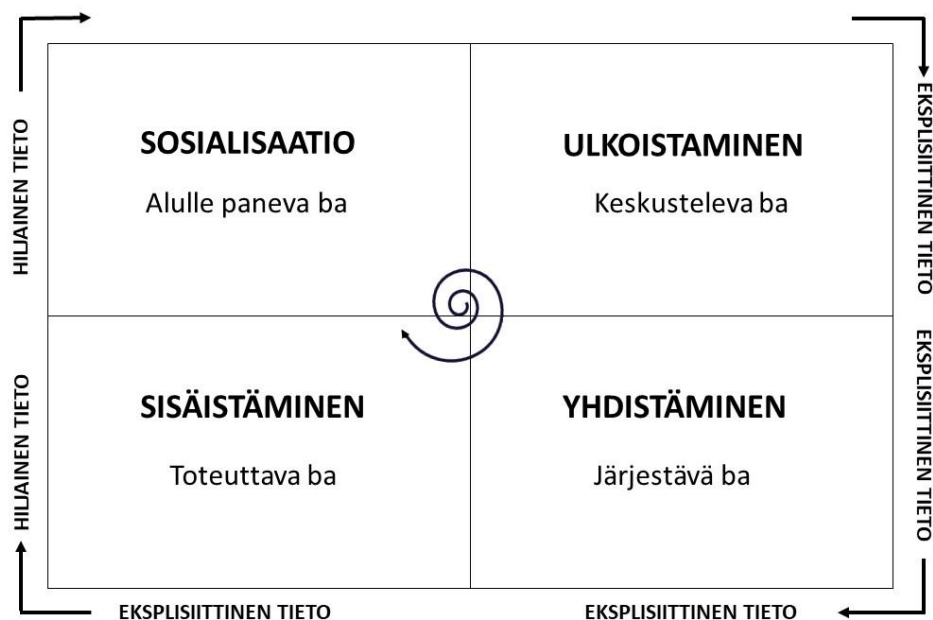 HILJAINEN TIETO
SOSIALISAATIO
Alulle paneva ba
ULKOISTAMINEN
Keskusteleva ba
EKSPLISIITTINEN TIETO
HILJAINEN TIETO
SISÄISTÄMINEN
Toteuttava ba
YHDISTÄMINEN
Järjestävä ba
EKSPLISIITTINEN TIETO
EKSPLISIITTINEN TIETO
EKSPLISIITTINEN TIETO